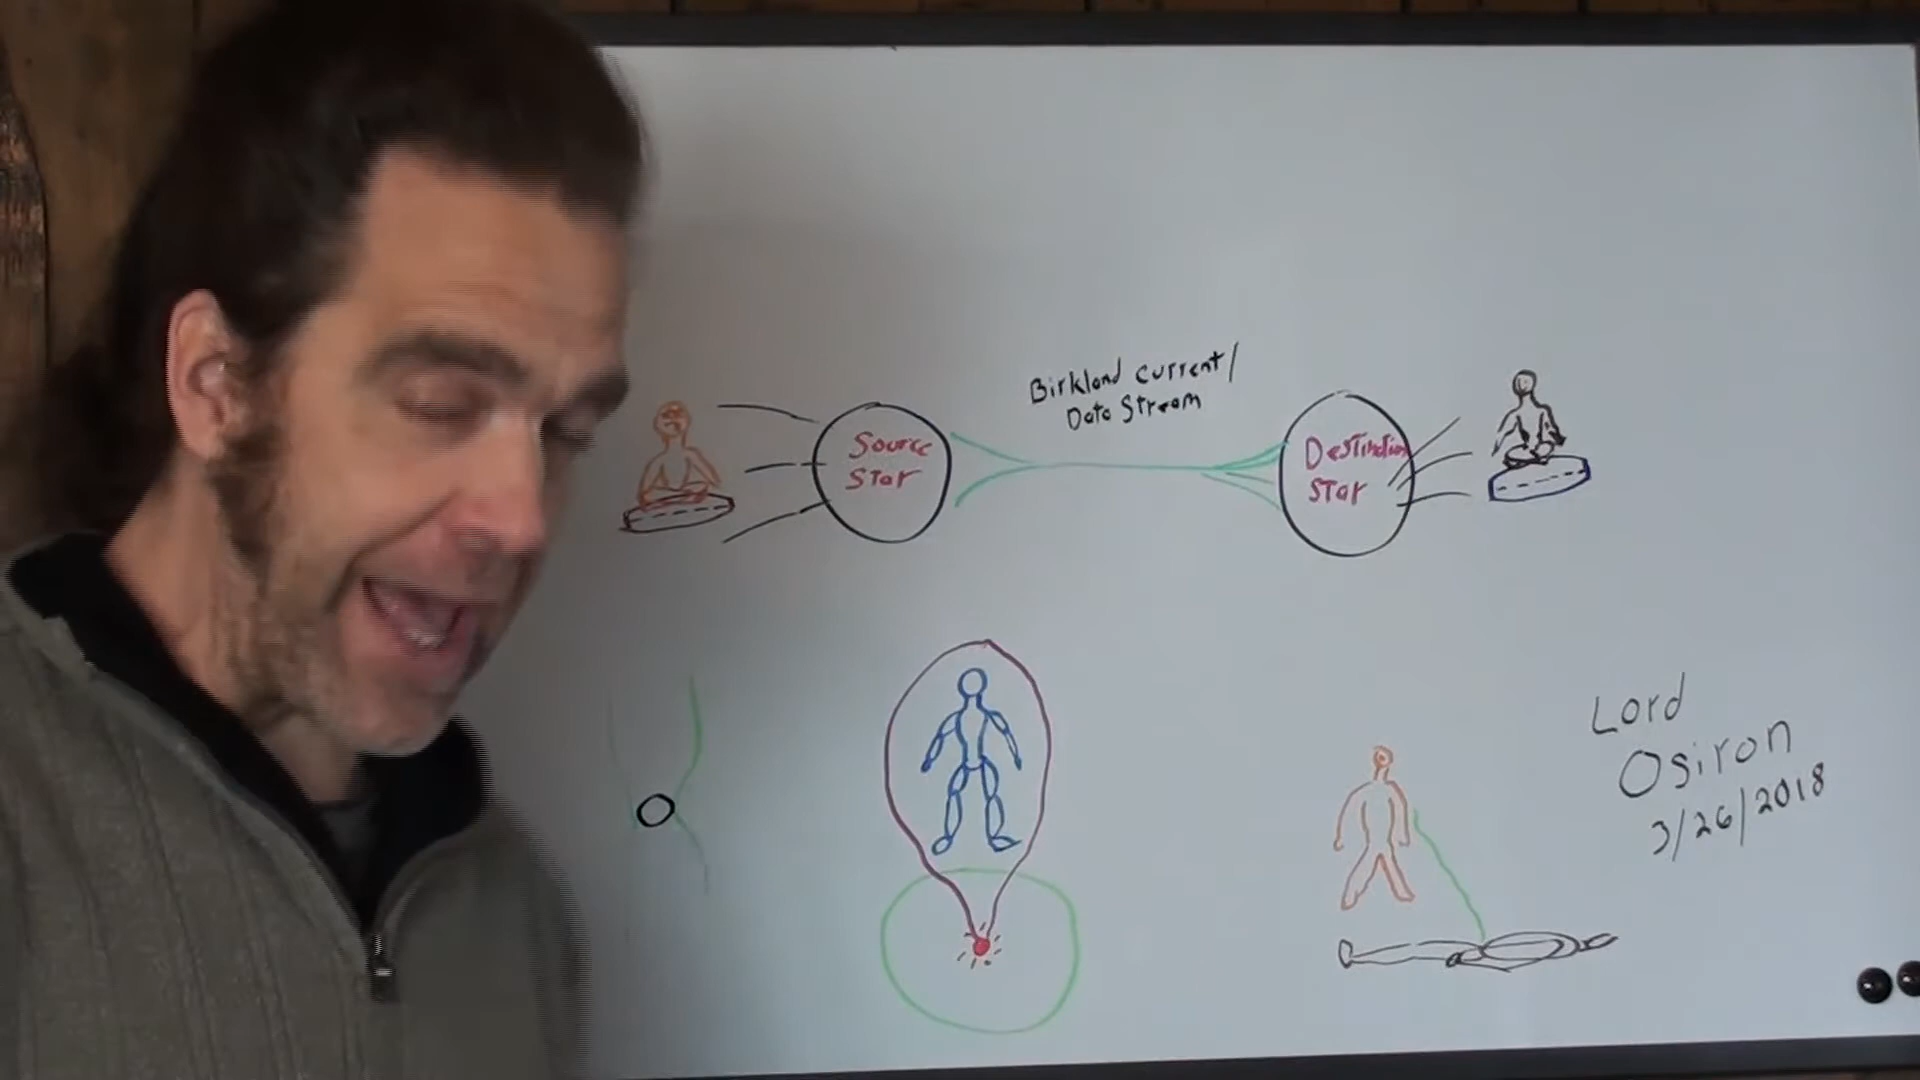 Birkland current/
Data Stream
Source
Star
Destination
Star
Lord
Osiron
3/26/2018